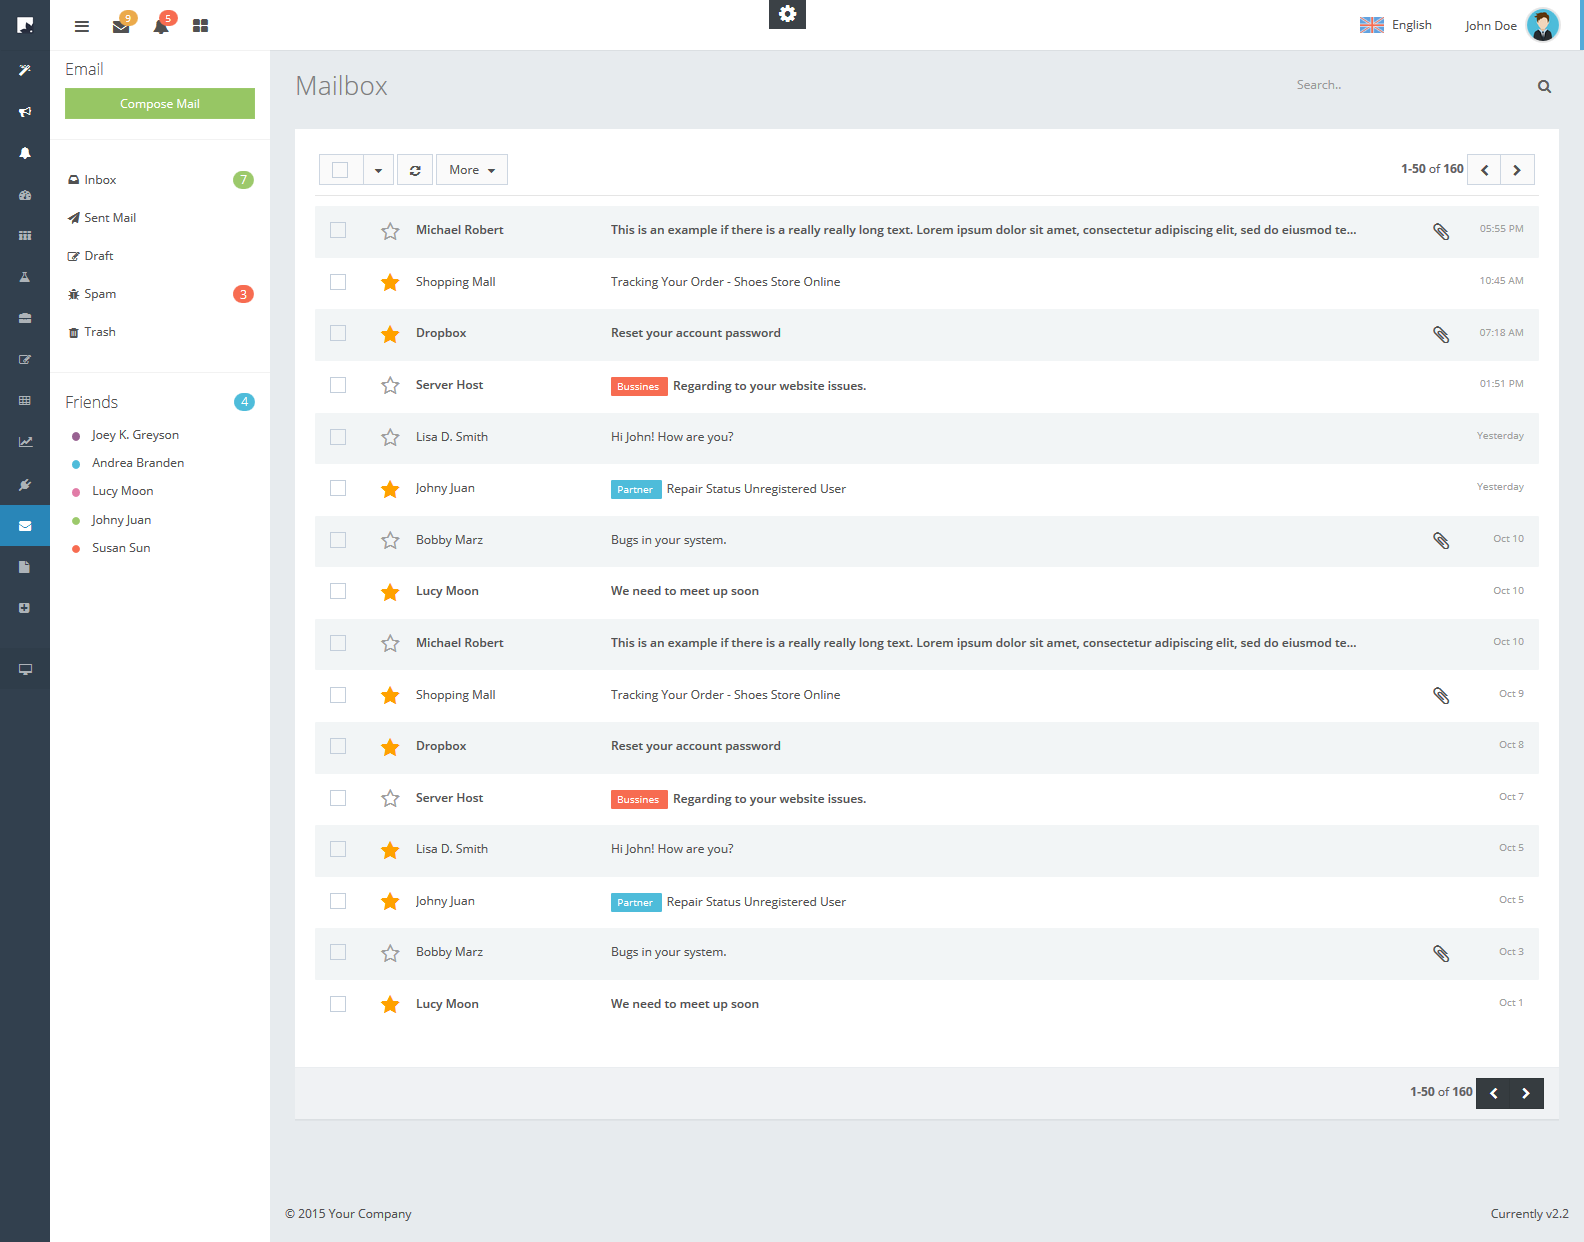 9
5
English
John Doe
Email
Compose Mail
Inbox 7
Sent Mail
Draft
Spam 3
Trash
Friends 4
Joey K. Greyson
Andrea Branden
Lucy Moon
Johny Juan
Susan Sun
Mailbox
Search..
More
1-50 of 160
Michael Robert This is an example if there is a really really long text. Lorem ipsum dolor sit amet, consectetur adipiscing elit, sed do eiusmod te... 05:55 PM
Shopping Mall Tracking Your Order - Shoes Store Online 10:45 AM
Dropbox Reset your account password 07:18 AM
Server Host Bussines Regarding to your website issues. 01:51 PM
Lisa D. Smith Hi John! How are you? Yesterday
Johny Juan Partner Repair Status Unregistered User Yesterday
Bobby Marz Bugs in your system. Oct 10
Lucy Moon We need to meet up soon Oct 10
Michael Robert This is an example if there is a really really long text. Lorem ipsum dolor sit amet, consectetur adipiscing elit, sed do eiusmod te... Oct 10
Shopping Mall Tracking Your Order - Shoes Store Online Oct 9
Dropbox Reset your account password Oct 8
Server Host Bussines Regarding to your website issues. Oct 7
Lisa D. Smith Hi John! How are you? Oct 5
Johny Juan Partner Repair Status Unregistered User Oct 5
Bobby Marz Bugs in your system. Oct 3
Lucy Moon We need to meet up soon Oct 1
1-50 of 160
© 2015 Your Company
Currently v2.2